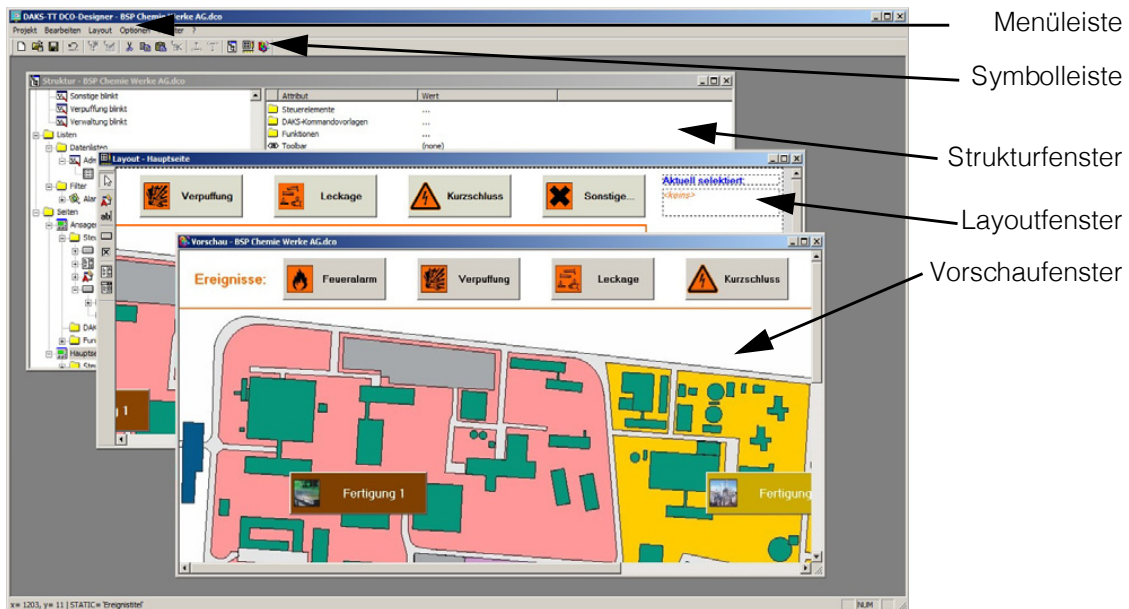 DAKS-TT DCO-Designer - BSP Chemie Werke AG.dco
Menüleiste
Projekt Bearbeiten Layout Optionen ?
Symbolleiste
Struktur - BSP Chemie Werke AG.dco
Sonstige blinkt
Verpuffung blinkt
Verwaltung blinkt
Listen
Datenlisten
Filter
Seiten
Attribut Wert
Steuerelemente ...
DAKS-Kommandovorlagen ...
Funktionen ...
Toolbar (none)
Strukturfenster
Layout - Hauptseite
Verpuffung Leckage Kurzschluss Sonstige...
Aktuell selektiert:
<keins>
Layoutfenster
Vorschau - BSP Chemie Werke AG.dco
Vorschaufenster
Ereignisse: Feueralarm Verpuffung Leckage Kurzschluss
1
Fertigung 1
Fertigung
x= 1203, y= 11 | STATIC= 'Ereignistitel'
NUM